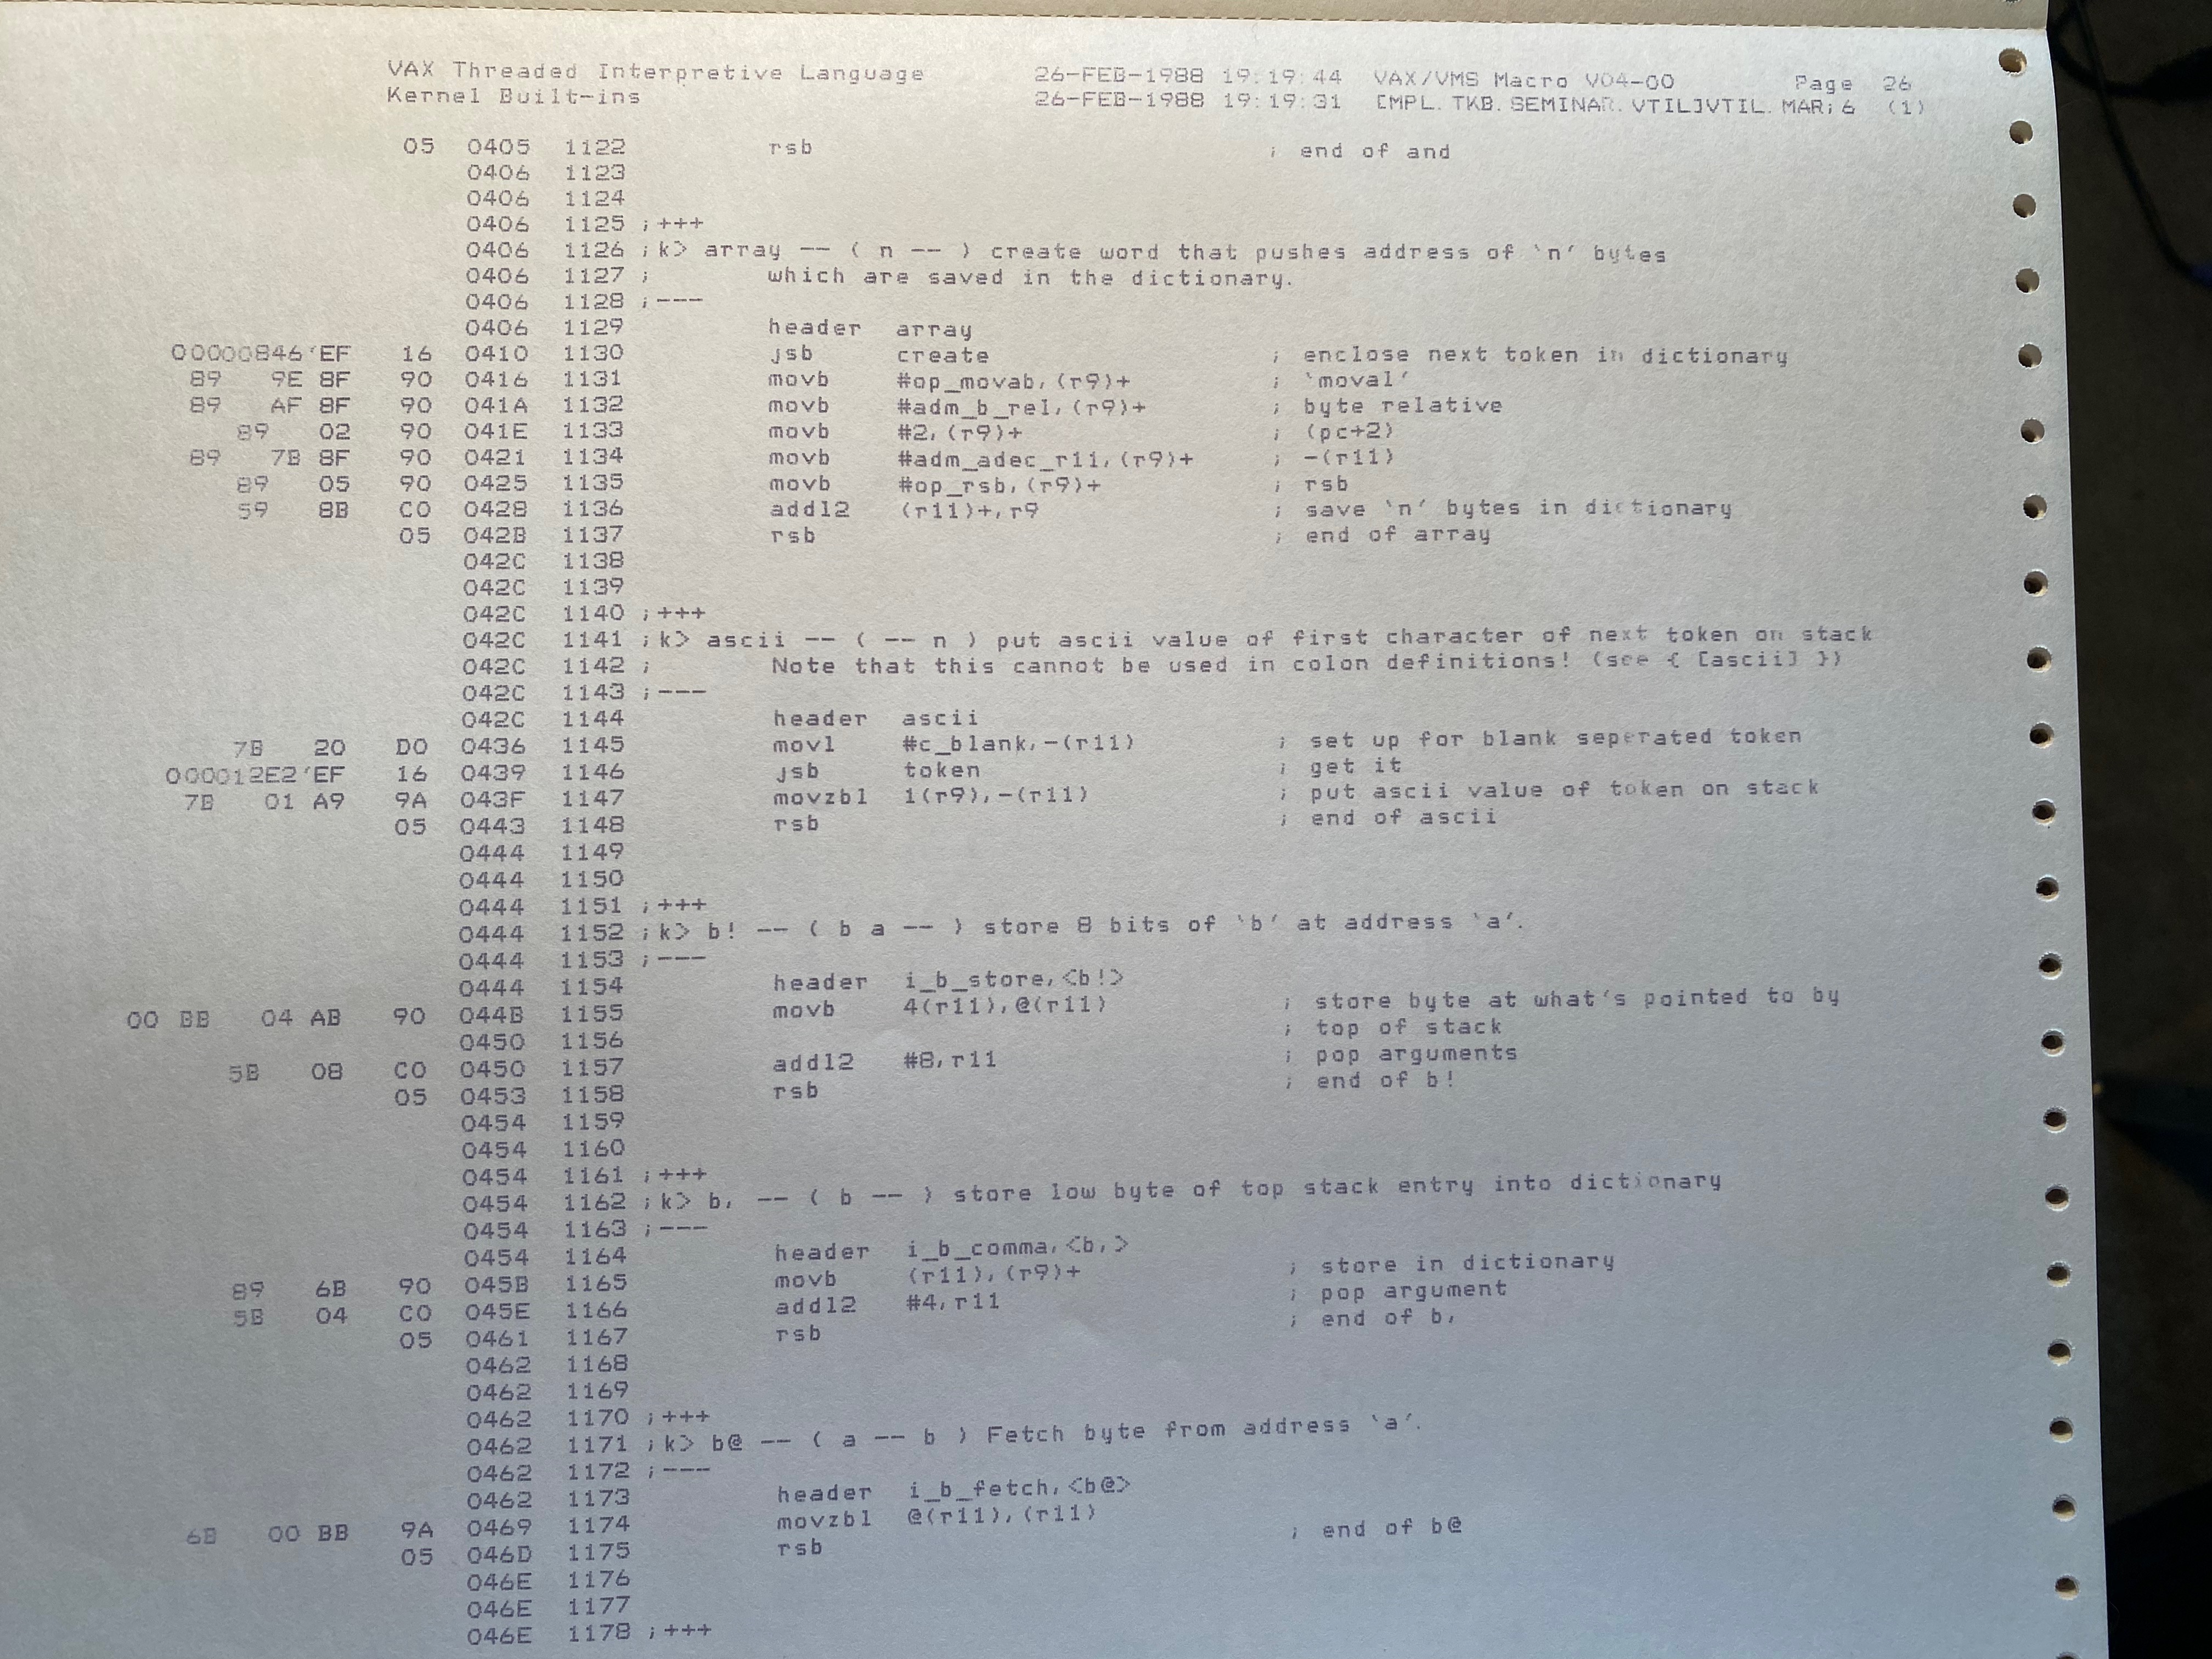 VAX Threaded Interpretive Language 26-FEB-1988 19:19:44 VAX/VMS Macro V04-00 Page 26
Kernel Built-ins 26-FEB-1988 19:19:31 [MPL.TKB.SEMINAR.VTIL]VTIL.MAR;6 (1)
05 0405 1122 rsb ; end of and
0406 1123
0406 1124
0406 1125 ;+++
0406 1126 ;k> array -- ( n -- ) create word that pushes address of `n' bytes
0406 1127 ; which are saved in the dictionary.
0406 1128 ;---
0406 1129 header array
00000846'EF 16 0410 1130 jsb create ; enclose next token in dictionary
89 9E 8F 90 0416 1131 movb #op_movab,(r9)+ ; `moval'
89 AF 8F 90 041A 1132 movb #adm_b_rel,(r9)+ ; byte relative
89 02 90 041E 1133 movb #2,(r9)+ ; (pc+2)
89 7B 8F 90 0421 1134 movb #adm_adec_r11,(r9)+ ; -(r11)
89 05 90 0425 1135 movb #op_rsb,(r9)+ ; rsb
59 8B C0 0428 1136 addl2 (r11)+,r9 ; save `n' bytes in dictionary
05 042B 1137 rsb ; end of array
042C 1138
042C 1139
042C 1140 ;+++
042C 1141 ;k> ascii -- ( -- n ) put ascii value of first character of next token on stack
042C 1142 ; Note that this cannot be used in colon definitions! (see { [ascii] })
042C 1143 ;---
042C 1144 header ascii
7B 20 D0 0436 1145 movl #c_blank,-(r11) ; set up for blank seperated token
000012E2'EF 16 0439 1146 jsb token ; get it
7B 01 A9 9A 043F 1147 movzbl 1(r9),-(r11) ; put ascii value of token on stack
05 0443 1148 rsb ; end of ascii
0444 1149
0444 1150
0444 1151 ;+++
0444 1152 ;k> b! -- ( b a -- ) store 8 bits of `b' at address `a'.
0444 1153 ;---
0444 1154 header i_b_store,<b!>
00 BB 04 AB 90 044B 1155 movb 4(r11),@(r11) ; store byte at what's pointed to by
0450 1156 ; top of stack
5B 08 C0 0450 1157 addl2 #8,r11 ; pop arguments
05 0453 1158 rsb ; end of b!
0454 1159
0454 1160
0454 1161 ;+++
0454 1162 ;k> b, -- ( b -- ) store low byte of top stack entry into dictionary
0454 1163 ;---
0454 1164 header i_b_comma,<b,>
89 6B 90 045B 1165 movb (r11),(r9)+ ; store in dictionary
5B 04 C0 045E 1166 addl2 #4,r11 ; pop argument
05 0461 1167 rsb ; end of b,
0462 1168
0462 1169
0462 1170 ;+++
0462 1171 ;k> b@ -- ( a -- b ) Fetch byte from address `a'.
0462 1172 ;---
0462 1173 header i_b_fetch,<b@>
6B 00 BB 9A 0469 1174 movzbl @(r11),(r11)
05 046D 1175 rsb ; end of b@
046E 1176
046E 1177
046E 1178 ;+++